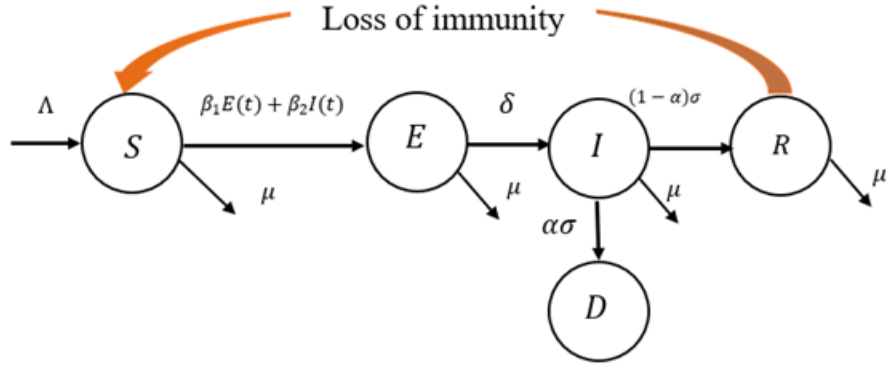 Loss of immunity
Λ
S
β₁E(t) + β₂I(t)
E
δ
I
(1 − α)σ
R
μ
μ
μ
μ
ασ
D